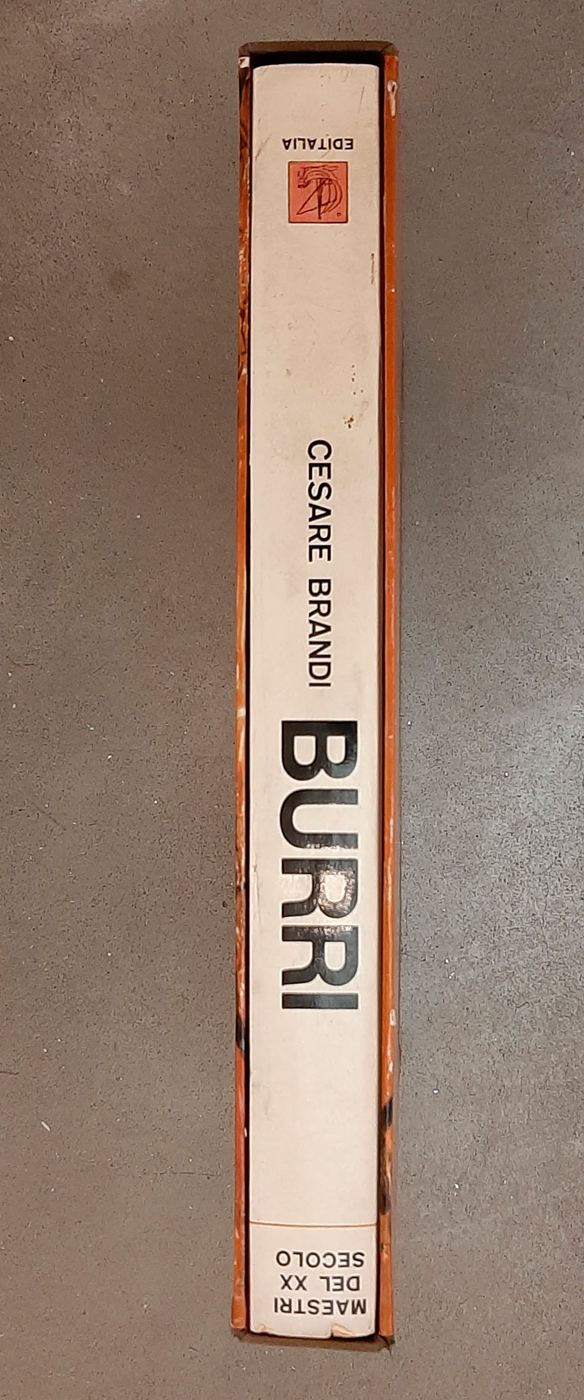 MAESTRI
DEL XX
SECOLO
CESARE BRANDI
BURRI
EDITALIA